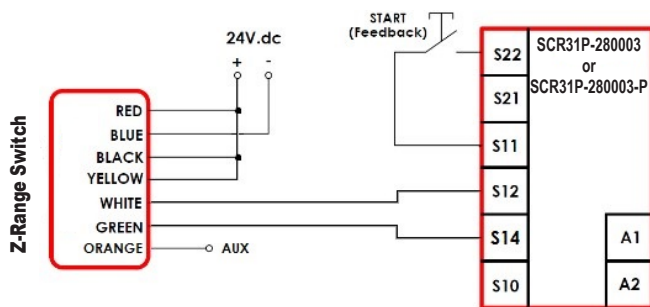 START
(Feedback)
24V.dc
+ -
Z-Range Switch
RED
BLUE
BLACK
YELLOW
WHITE
GREEN
ORANGE
AUX
S22
S21
S11
S12
S14
S10
SCR31P-280003
or
SCR31P-280003-P
A1
A2